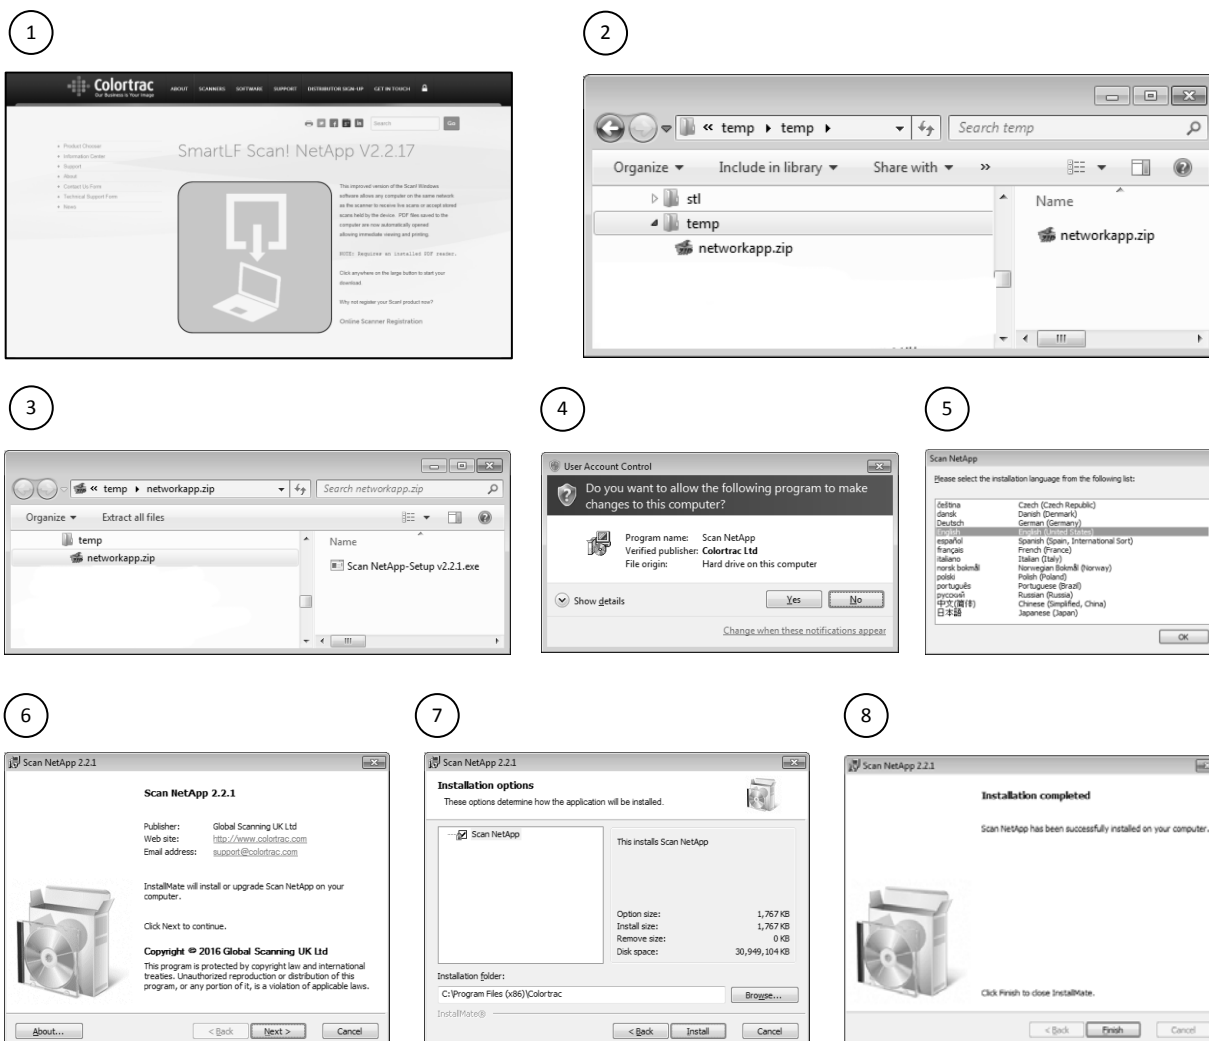 1
Colortrac
Our Business is Your Image
ABOUT SCANNERS SOFTWARE SUPPORT DISTRIBUTOR SIGN-UP GET IN TOUCH
Search Go
Product Chooser
Information Center
Support
About
Contact Us Form
Technical Support Form
News
SmartLF Scan! NetApp V2.2.17
This improved version of the Scan! Windows
software allows any computer on the same network
as the scanner to receive live scans or accept stored
scans held by the device. PDF files saved to the
computer are now automatically opened
allowing immediate viewing and printing.
NOTE: Requires an installed PDF reader.
Click anywhere on the large button to start your
download.
Why not register your Scan! product now?
Online Scanner Registration
2
« temp temp Search temp
Organize Include in library Share with »
stl
temp
networkapp.zip
Name
networkapp.zip
3
« temp networkapp.zip Search networkapp.zip
Organize Extract all files
temp
networkapp.zip
Name
Scan NetApp-Setup v2.2.1.exe
4
User Account Control
Do you want to allow the following program to make
changes to this computer?
Program name: Scan NetApp
Verified publisher: Colortrac Ltd
File origin: Hard drive on this computer
Show details Yes No
Change when these notifications appear
5
Scan NetApp
Please select the installation language from the following list:
čeština Czech (Czech Republic)
dansk Danish (Denmark)
Deutsch German (Germany)
English English (United States)
español Spanish (Spain, International Sort)
français French (France)
italiano Italian (Italy)
norsk bokmål Norwegian Bokmål (Norway)
polski Polish (Poland)
português Portuguese (Brazil)
русский Russian (Russia)
中文(简体) Chinese (Simplified, China)
日本語 Japanese (Japan)
OK
6
Scan NetApp 2.2.1
Scan NetApp 2.2.1
Publisher: Global Scanning UK Ltd
Web site: http://www.colortrac.com
Email address: support@colortrac.com
InstallMate will install or upgrade Scan NetApp on your
computer.
Click Next to continue.
Copyright © 2016 Global Scanning UK Ltd
This program is protected by copyright law and international
treaties. Unauthorized reproduction or distribution of this
program, or any portion of it, is a violation of applicable laws.
About... < Back Next > Cancel
7
Scan NetApp 2.2.1
Installation options
These options determine how the application will be installed.
Scan NetApp
This installs Scan NetApp
Option size: 1,767 KB
Install size: 1,767 KB
Remove size: 0 KB
Disk space: 30,949,104 KB
Installation folder:
C:\Program Files (x86)\Colortrac Browse...
InstallMate®
< Back Install Cancel
8
Scan NetApp 2.2.1
Installation completed
Scan NetApp has been successfully installed on your computer.
Click Finish to close InstallMate.
< Back Finish Cancel